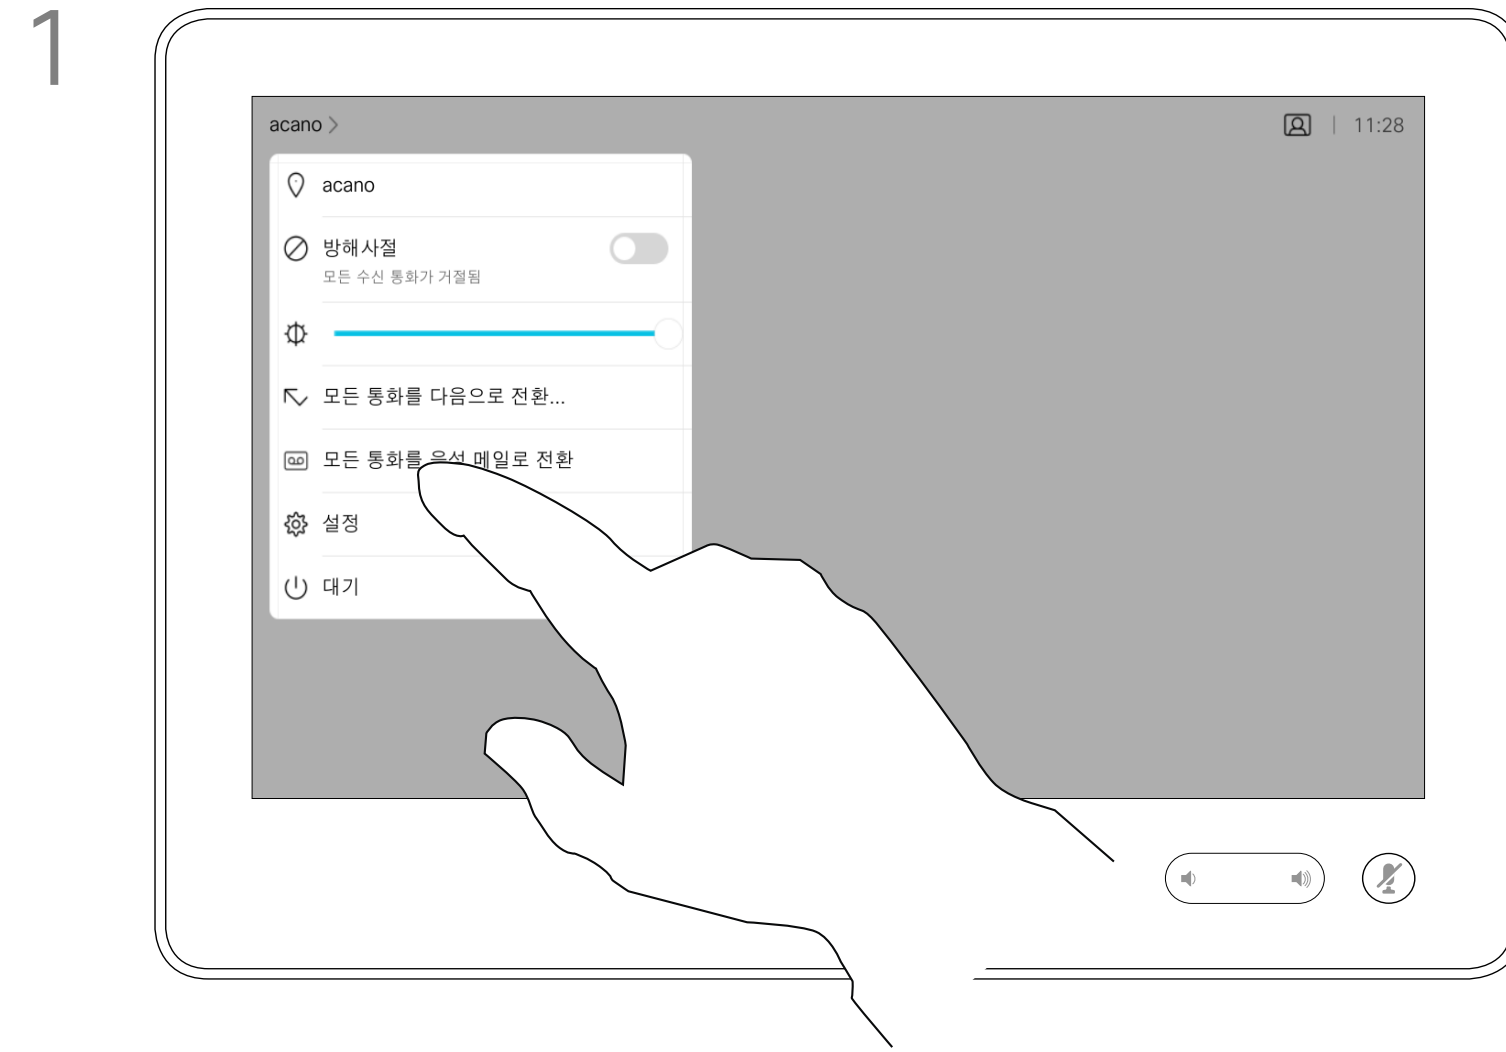 1
acano
11:28
acano
방해사절
모든 수신 통화가 거절됨
모든 통화를 다음으로 전환...
모든 통화를 음성 메일로 전환
설정
대기